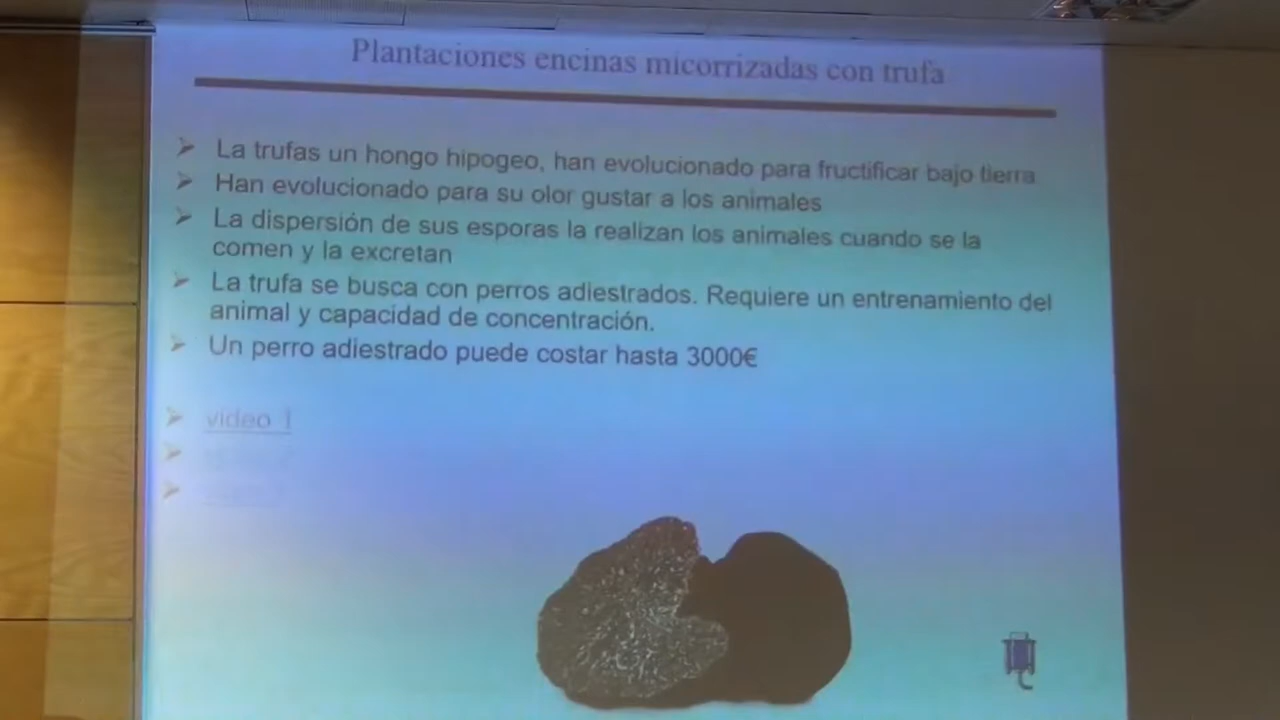 Plantaciones encinas micorrizadas con trufa
La trufas un hongo hipogeo, han evolucionado para fructificar bajo tierra
Han evolucionado para su olor gustar a los animales
La dispersión de sus esporas la realizan los animales cuando se la
comen y la excretan
La trufa se busca con perros adiestrados. Requiere un entrenamiento del
animal y capacidad de concentración.
Un perro adiestrado puede costar hasta 3000€
video 1